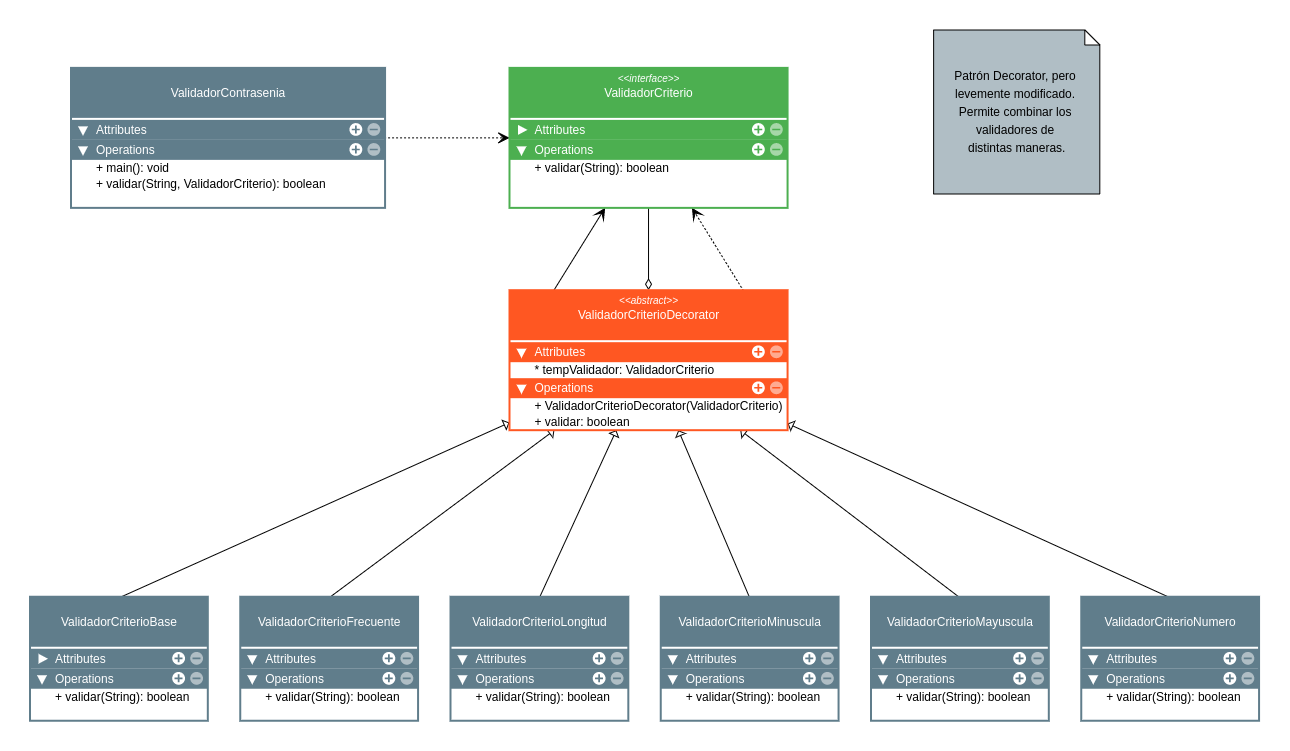 ValidadorContrasenia
Attributes
Operations
+ main(): void
+ validar(String, ValidadorCriterio): boolean
<<interface>>
ValidadorCriterio
Attributes
Operations
+ validar(String): boolean
Patrón Decorator, pero
levemente modificado.
Permite combinar los
validadores de
distintas maneras.
<<abstract>>
ValidadorCriterioDecorator
Attributes
* tempValidador: ValidadorCriterio
Operations
+ ValidadorCriterioDecorator(ValidadorCriterio)
+ validar: boolean
ValidadorCriterioBase
Attributes
Operations
+ validar(String): boolean
ValidadorCriterioFrecuente
Attributes
Operations
+ validar(String): boolean
ValidadorCriterioLongitud
Attributes
Operations
+ validar(String): boolean
ValidadorCriterioMinuscula
Attributes
Operations
+ validar(String): boolean
ValidadorCriterioMayuscula
Attributes
Operations
+ validar(String): boolean
ValidadorCriterioNumero
Attributes
Operations
+ validar(String): boolean